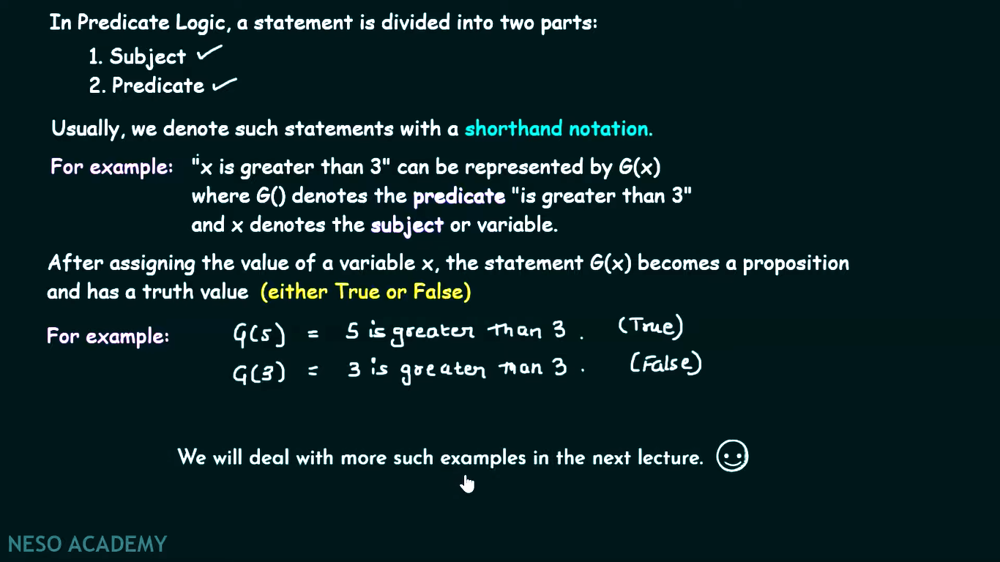 In Predicate Logic, a statement is divided into two parts:
1. Subject ✓
2. Predicate ✓
Usually, we denote such statements with a shorthand notation.
For example: "x is greater than 3" can be represented by G(x)
where G() denotes the predicate "is greater than 3"
and x denotes the subject or variable.
After assigning the value of a variable x, the statement G(x) becomes a proposition
and has a truth value (either True or False)
For example: G(5) = 5 is greater than 3. (True)
G(3) = 3 is greater than 3. (False)
We will deal with more such examples in the next lecture.
NESO ACADEMY